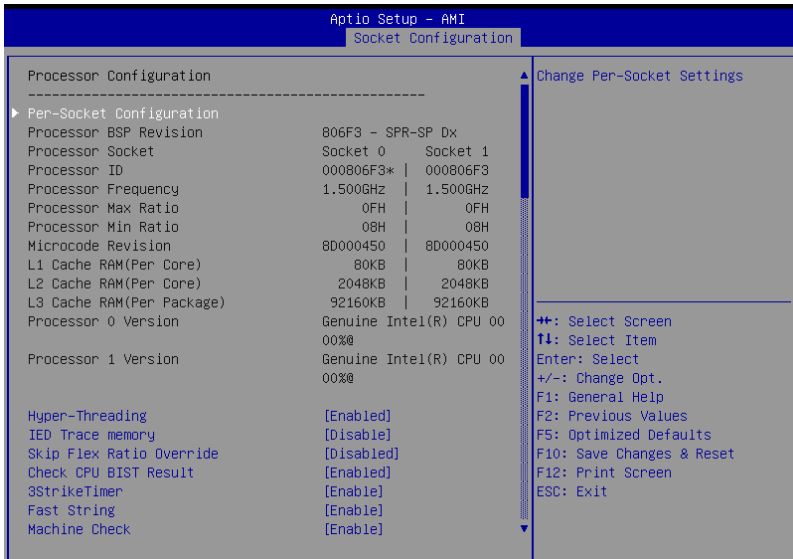 Aptio Setup – AMI
Socket Configuration
Processor Configuration
--------------------------------------------------
Per-Socket Configuration
Processor BSP Revision 806F3 - SPR-SP Dx
Processor Socket Socket 0 Socket 1
Processor ID 000806F3* | 000806F3
Processor Frequency 1.500GHz | 1.500GHz
Processor Max Ratio 0FH | 0FH
Processor Min Ratio 08H | 08H
Microcode Revision 8D000450 | 8D000450
L1 Cache RAM(Per Core) 80KB | 80KB
L2 Cache RAM(Per Core) 2048KB | 2048KB
L3 Cache RAM(Per Package) 92160KB | 92160KB
Processor 0 Version Genuine Intel(R) CPU 00
00%@
Processor 1 Version Genuine Intel(R) CPU 00
00%@
Hyper-Threading [Enabled]
IED Trace memory [Disable]
Skip Flex Ratio Override [Disabled]
Check CPU BIST Result [Enabled]
3StrikeTimer [Enable]
Fast String [Enable]
Machine Check [Enable]
Change Per-Socket Settings
→←: Select Screen
↑↓: Select Item
Enter: Select
+/-: Change Opt.
F1: General Help
F2: Previous Values
F5: Optimized Defaults
F10: Save Changes & Reset
F12: Print Screen
ESC: Exit